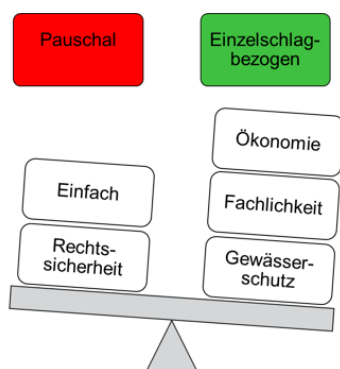 Pauschal
Einzelschlag-
bezogen
Ökonomie
Einfach
Fachlichkeit
Rechts-
sicherheit
Gewässer-
schutz